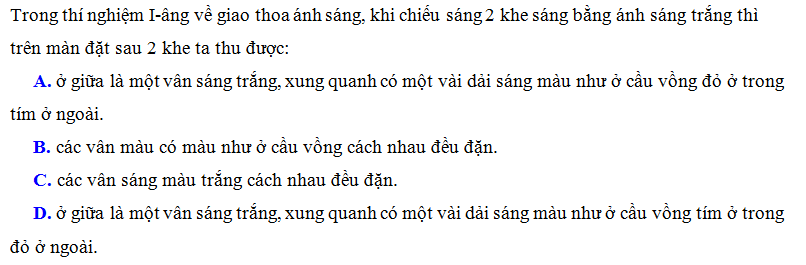 Trong thí nghiệm I-âng về giao thoa ánh sáng, khi chiếu sáng 2 khe sáng bằng ánh sáng trắng thì
trên màn đặt sau 2 khe ta thu được:
A. ở giữa là một vân sáng trắng, xung quanh có một vài dải sáng màu như ở cầu vồng đỏ ở trong
tím ở ngoài.
B. các vân màu có màu như ở cầu vồng cách nhau đều đặn.
C. các vân sáng màu trắng cách nhau đều đặn.
D. ở giữa là một vân sáng trắng, xung quanh có một vài dải sáng màu như ở cầu vồng tím ở trong
đỏ ở ngoài.